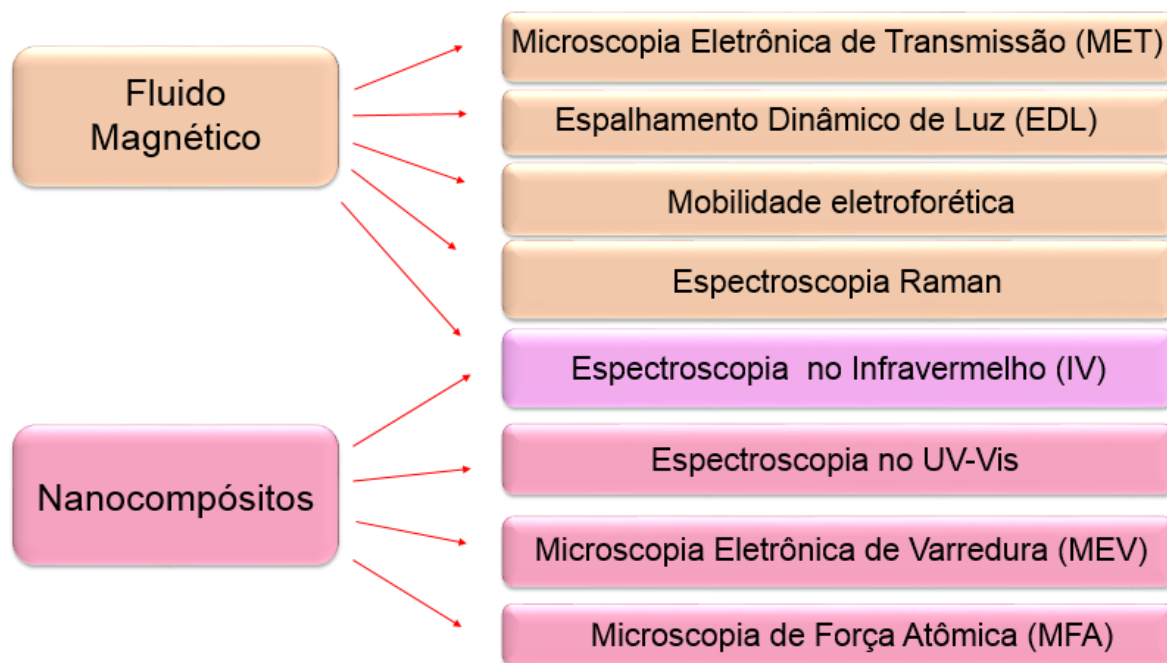 Fluido
Magnético
Microscopia Eletrônica de Transmissão (MET)
Espalhamento Dinâmico de Luz (EDL)
Mobilidade eletroforética
Espectroscopia Raman
Espectroscopia no Infravermelho (IV)
Nanocompósitos
Espectroscopia no UV-Vis
Microscopia Eletrônica de Varredura (MEV)
Microscopia de Força Atômica (MFA)